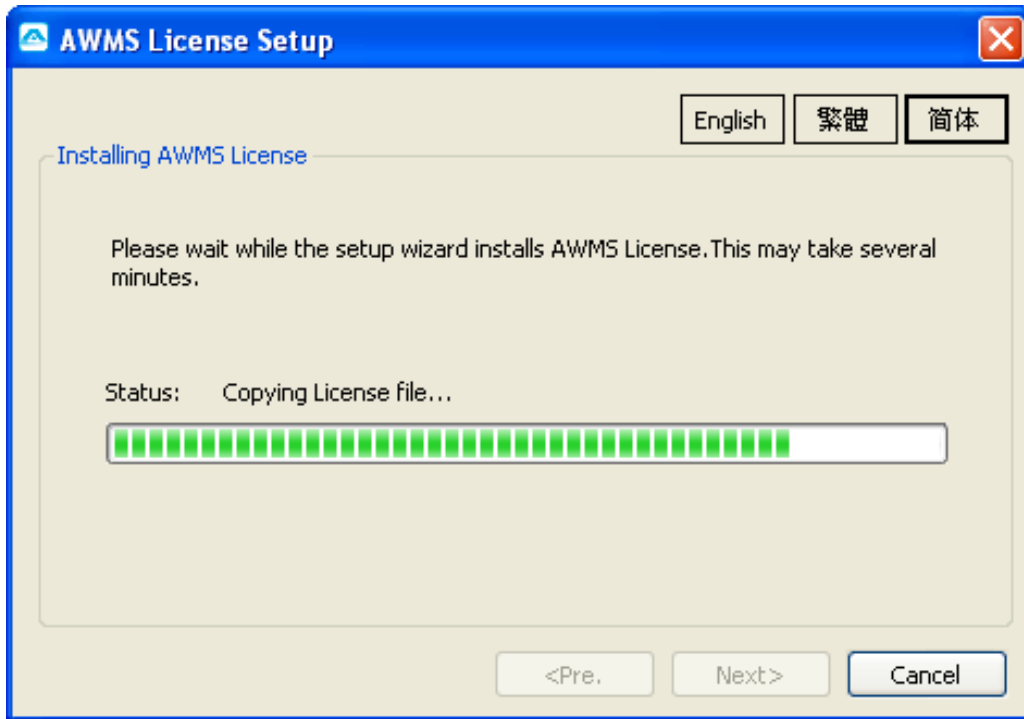 AWMS License Setup
English 繁體 简体
Installing AWMS License
Please wait while the setup wizard installs AWMS License.This may take several
minutes.
Status: Copying License file...
<Pre. Next> Cancel